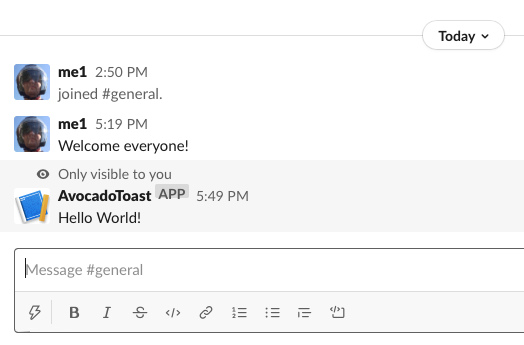 Today
me1 2:50 PM
joined #general.
me1 5:19 PM
Welcome everyone!
Only visible to you
AvocadoToast APP 5:49 PM
Hello World!
Message #general
B I S </>